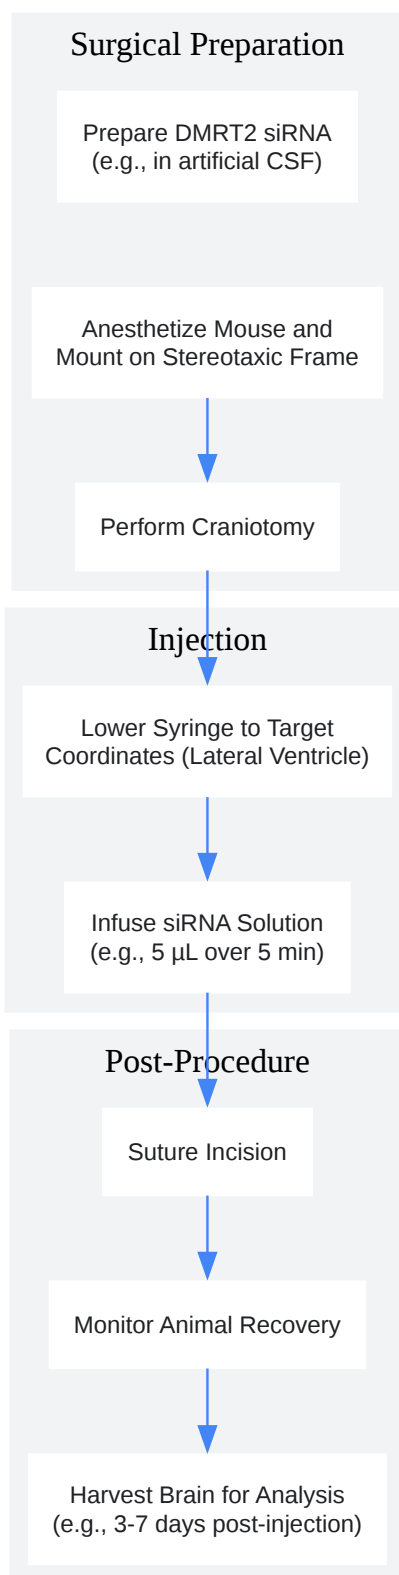 Surgical Preparation
Prepare DMRT2 siRNA
(e.g., in artificial CSF)
Anesthetize Mouse and
Mount on Stereotaxic Frame
Perform Craniotomy
Injection
Lower Syringe to Target
Coordinates (Lateral Ventricle)
Infuse siRNA Solution
(e.g., 5 µL over 5 min)
Post-Procedure
Suture Incision
Monitor Animal Recovery
Harvest Brain for Analysis
(e.g., 3-7 days post-injection)